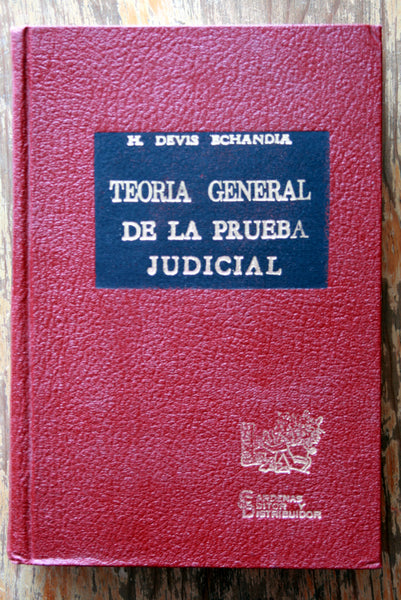 H. DEVIS ECHANDIA
TEORIA GENERAL
DE LA PRUEBA
JUDICIAL
CARDENAS
EDITOR Y
DISTRIBUIDOR